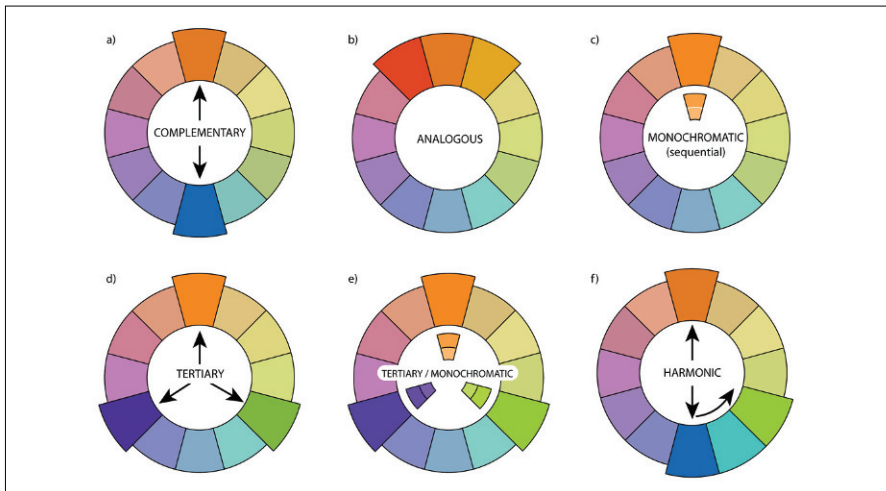 a)
COMPLEMENTARY
b)
ANALOGOUS
c)
MONOCHROMATIC
(sequential)
d)
TERTIARY
e)
TERTIARY / MONOCHROMATIC
f)
HARMONIC